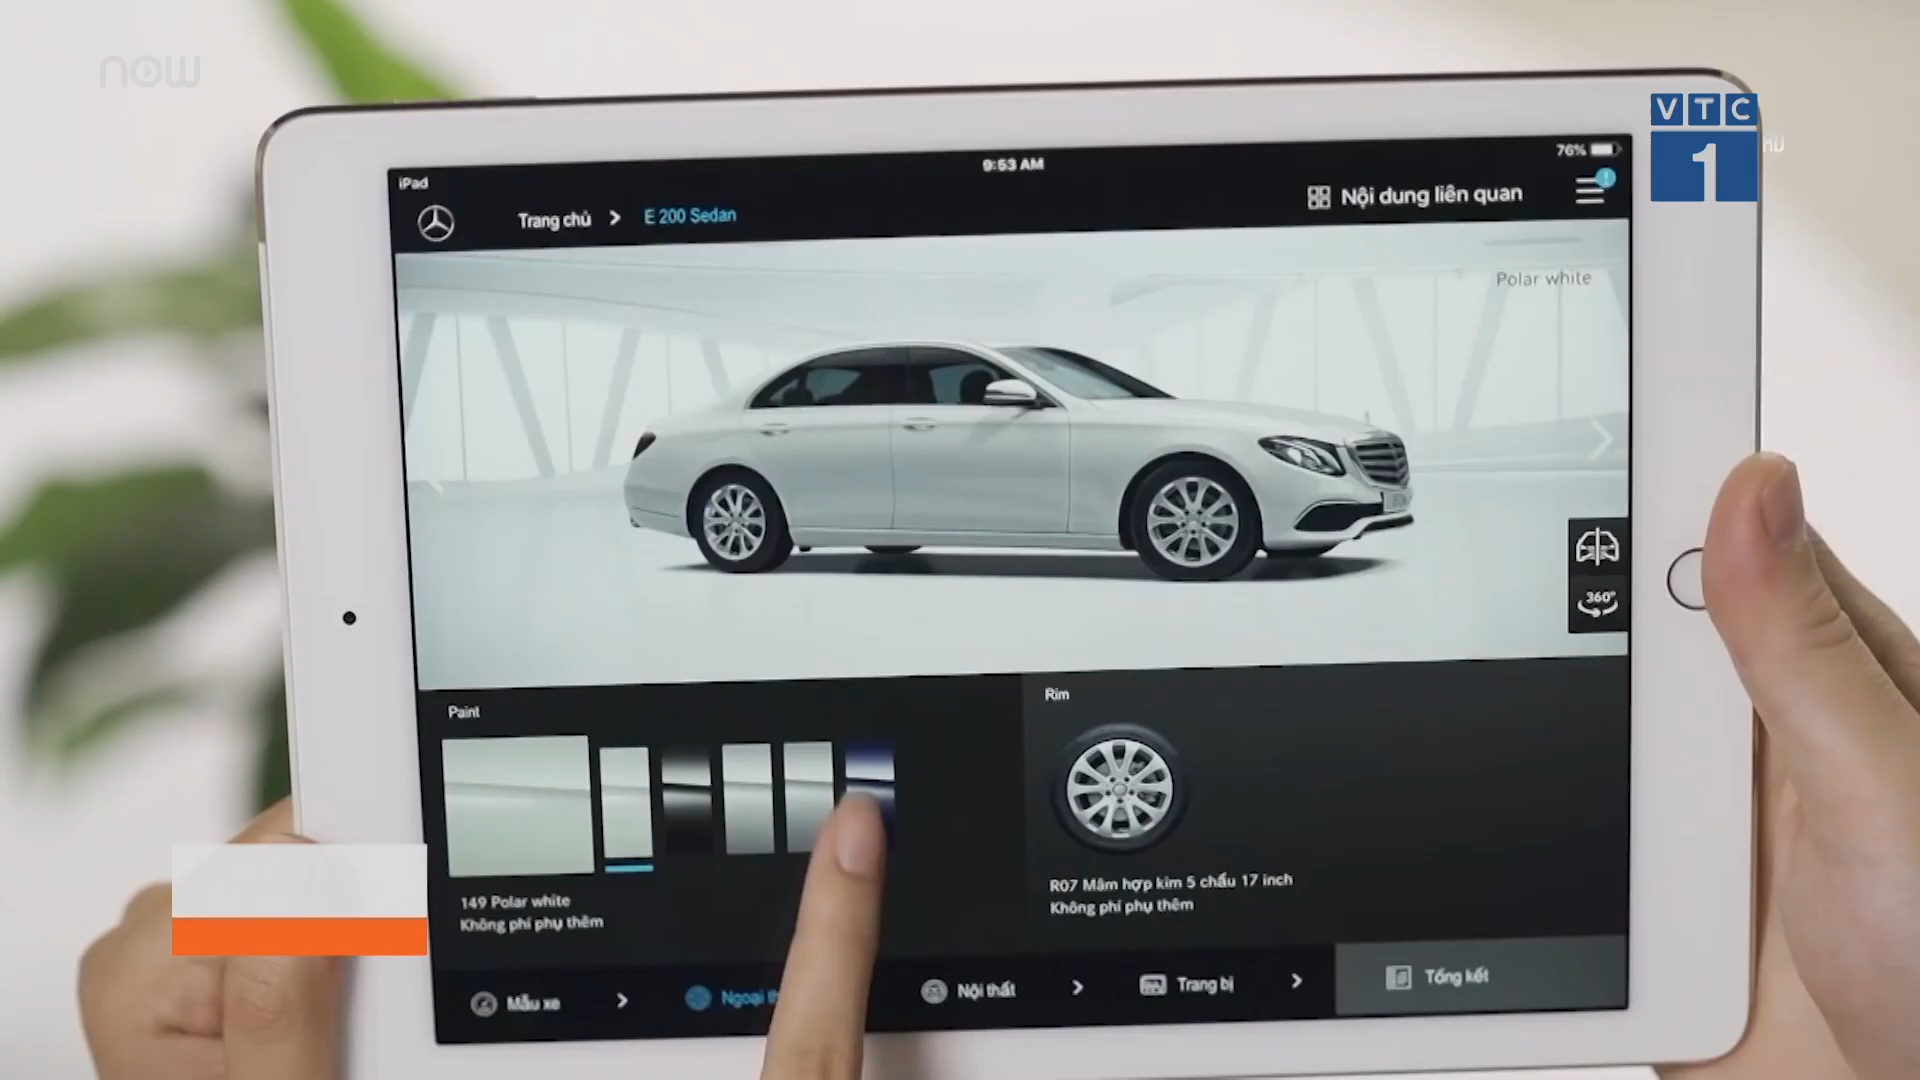 now
VTC
1
iPad
9:53 AM
76%
Trang chủ
E 200 Sedan
Nội dung liên quan
Polar white
360°
Paint
Rim
149 Polar white
Không phí phụ thêm
R07 Mâm hợp kim 5 chấu 17 inch
Không phí phụ thêm
Mẫu xe
Ngoại
Nội thất
Trang bị
Tổng kết